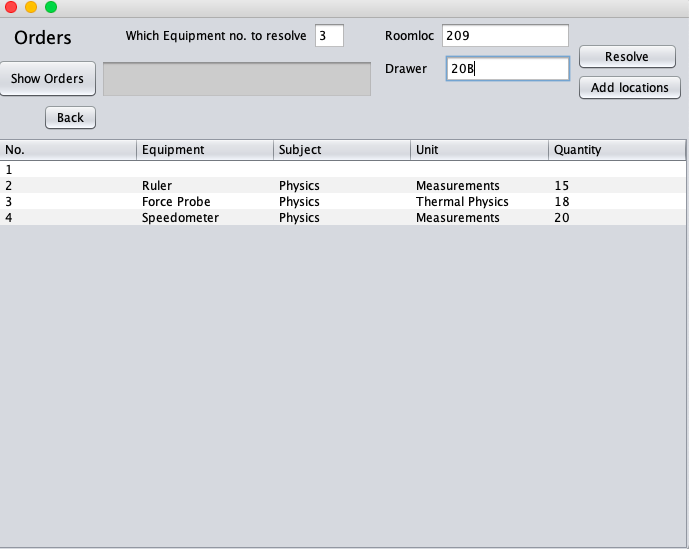 Orders
Which Equipment no. to resolve 3
Roomloc 209
Resolve
Show Orders
Drawer 20B
Add locations
Back
No. Equipment Subject Unit Quantity
1
2 Ruler Physics Measurements 15
3 Force Probe Physics Thermal Physics 18
4 Speedometer Physics Measurements 20